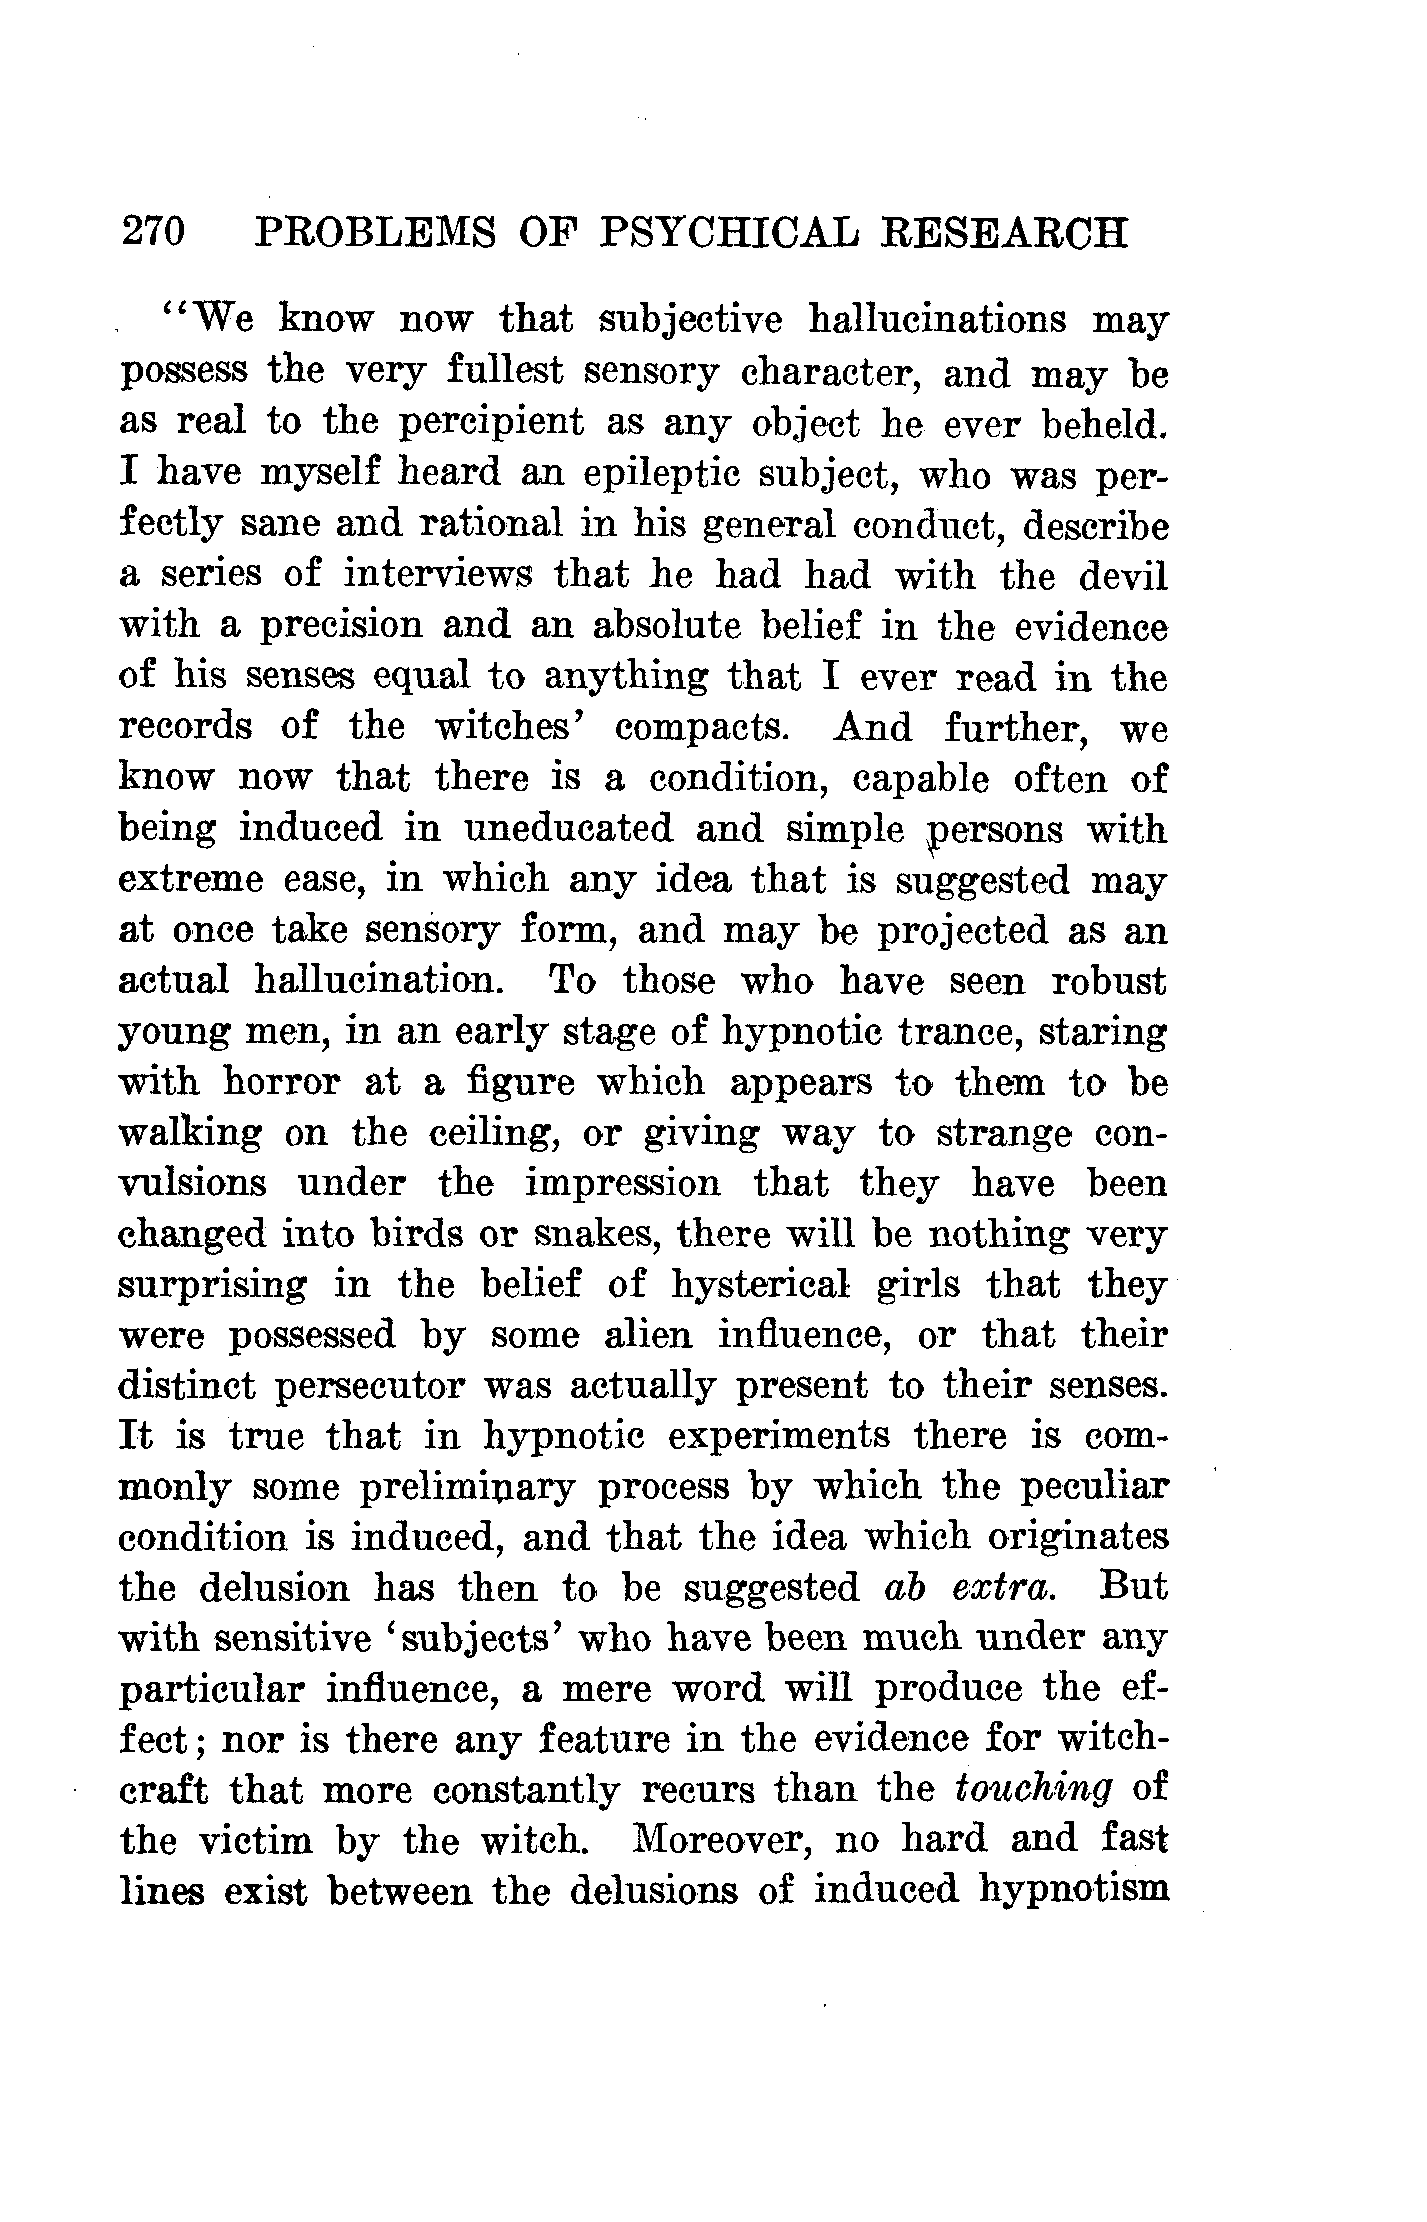 270 PROBLEMS OF PSYCHICAL RESEARCH
"We know now that subjective hallucinations may
possess the very fullest sensory character, and may be
as real to the percipient as any object he ever beheld.
I have myself heard an epileptic subject, who was per-
fectly sane and rational in his general conduct, describe
a series of interviews that he had had with the devil
with a precision and an absolute belief in the evidence
of his senses equal to anything that I ever read in the
records of the witches' compacts. And further, we
know now that there is a condition, capable often of
being induced in uneducated and simple persons with
extreme ease, in which any idea that is suggested may
at once take sensory form, and may be projected as an
actual hallucination. To those who have seen robust
young men, in an early stage of hypnotic trance, staring
with horror at a figure which appears to them to be
walking on the ceiling, or giving way to strange con-
vulsions under the impression that they have been
changed into birds or snakes, there will be nothing very
surprising in the belief of hysterical girls that they
were possessed by some alien influence, or that their
distinct persecutor was actually present to their senses.
It is true that in hypnotic experiments there is com-
monly some preliminary process by which the peculiar
condition is induced, and that the idea which originates
the delusion has then to be suggested ab extra. But
with sensitive 'subjects' who have been much under any
particular influence, a mere word will produce the ef-
fect; nor is there any feature in the evidence for witch-
craft that more constantly recurs than the touching of
the victim by the witch. Moreover, no hard and fast
lines exist between the delusions of induced hypnotism